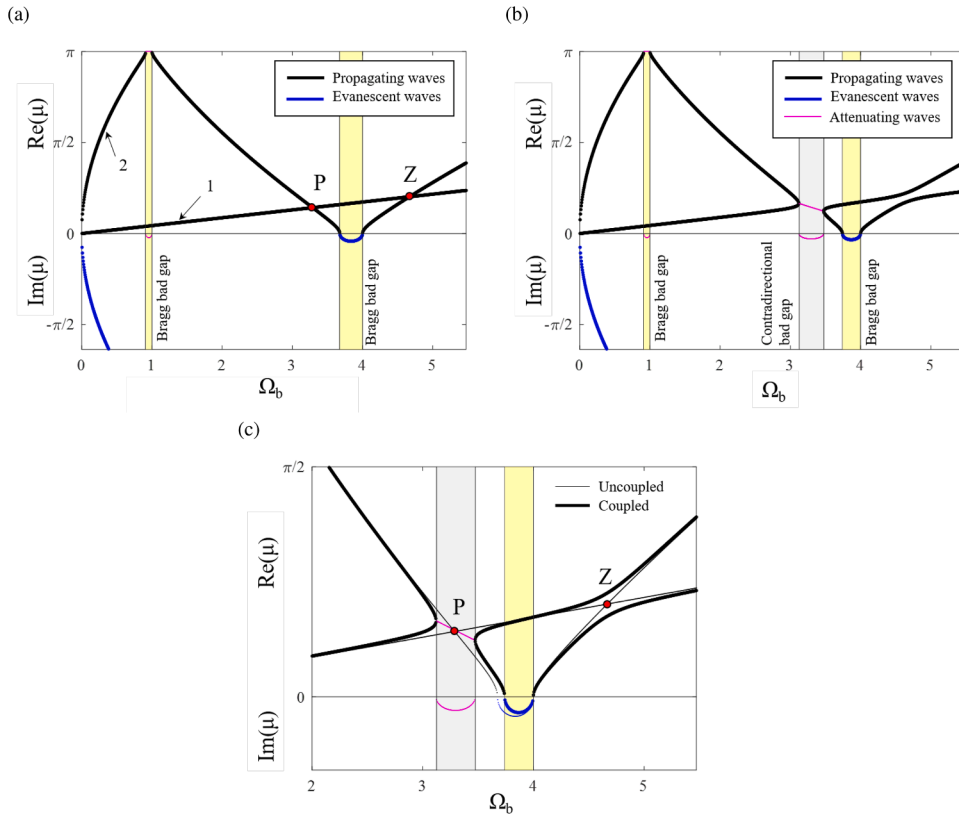 (a)
π
π/2
0
-π/2
Re(μ)
Im(μ)
Propagating waves
Evanescent waves
2
1
P
Z
Bragg bad gap
Bragg bad gap
0
1
2
3
4
5
Ω_b
(b)
π
π/2
0
-π/2
Re(μ)
Im(μ)
Propagating waves
Evanescent waves
Attenuating waves
Bragg bad gap
Contradirectional
bad gap
Bragg bad gap
0
1
2
3
4
5
Ω_b
(c)
π/2
0
Re(μ)
Im(μ)
Uncoupled
Coupled
P
Z
2
3
4
5
Ω_b